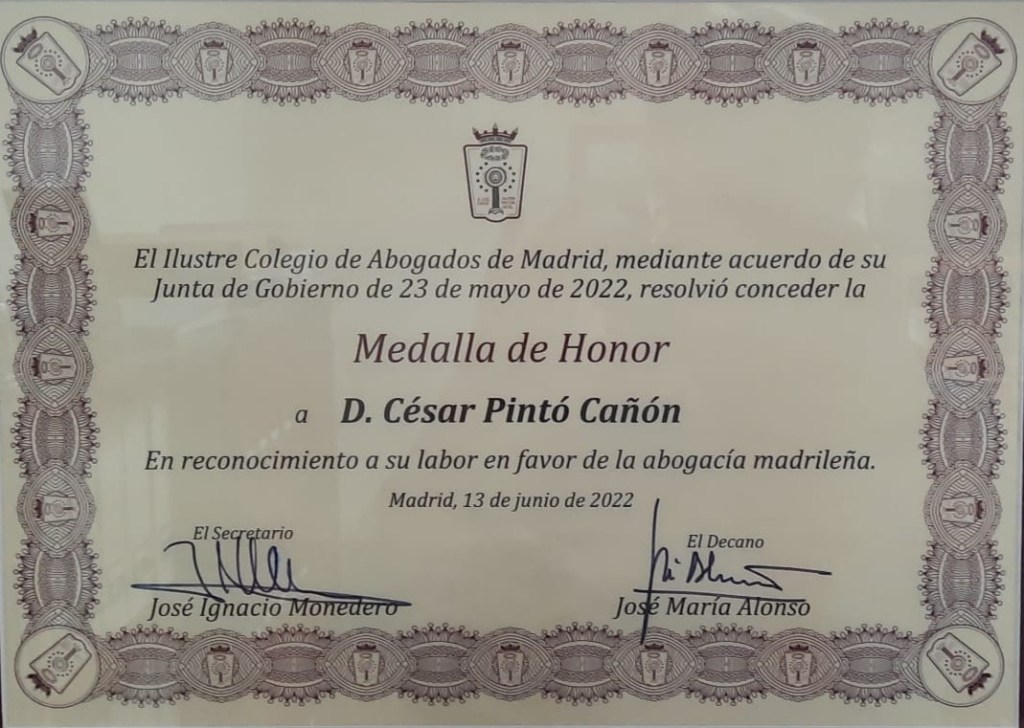 El Ilustre Colegio de Abogados de Madrid, mediante acuerdo de su
Junta de Gobierno de 23 de mayo de 2022, resolvió conceder la
Medalla de Honor
a D. César Pintó Cañón
En reconocimiento a su labor en favor de la abogacía madrileña.
Madrid, 13 de junio de 2022
El Secretario
José Ignacio Monedero
El Decano
José María Alonso